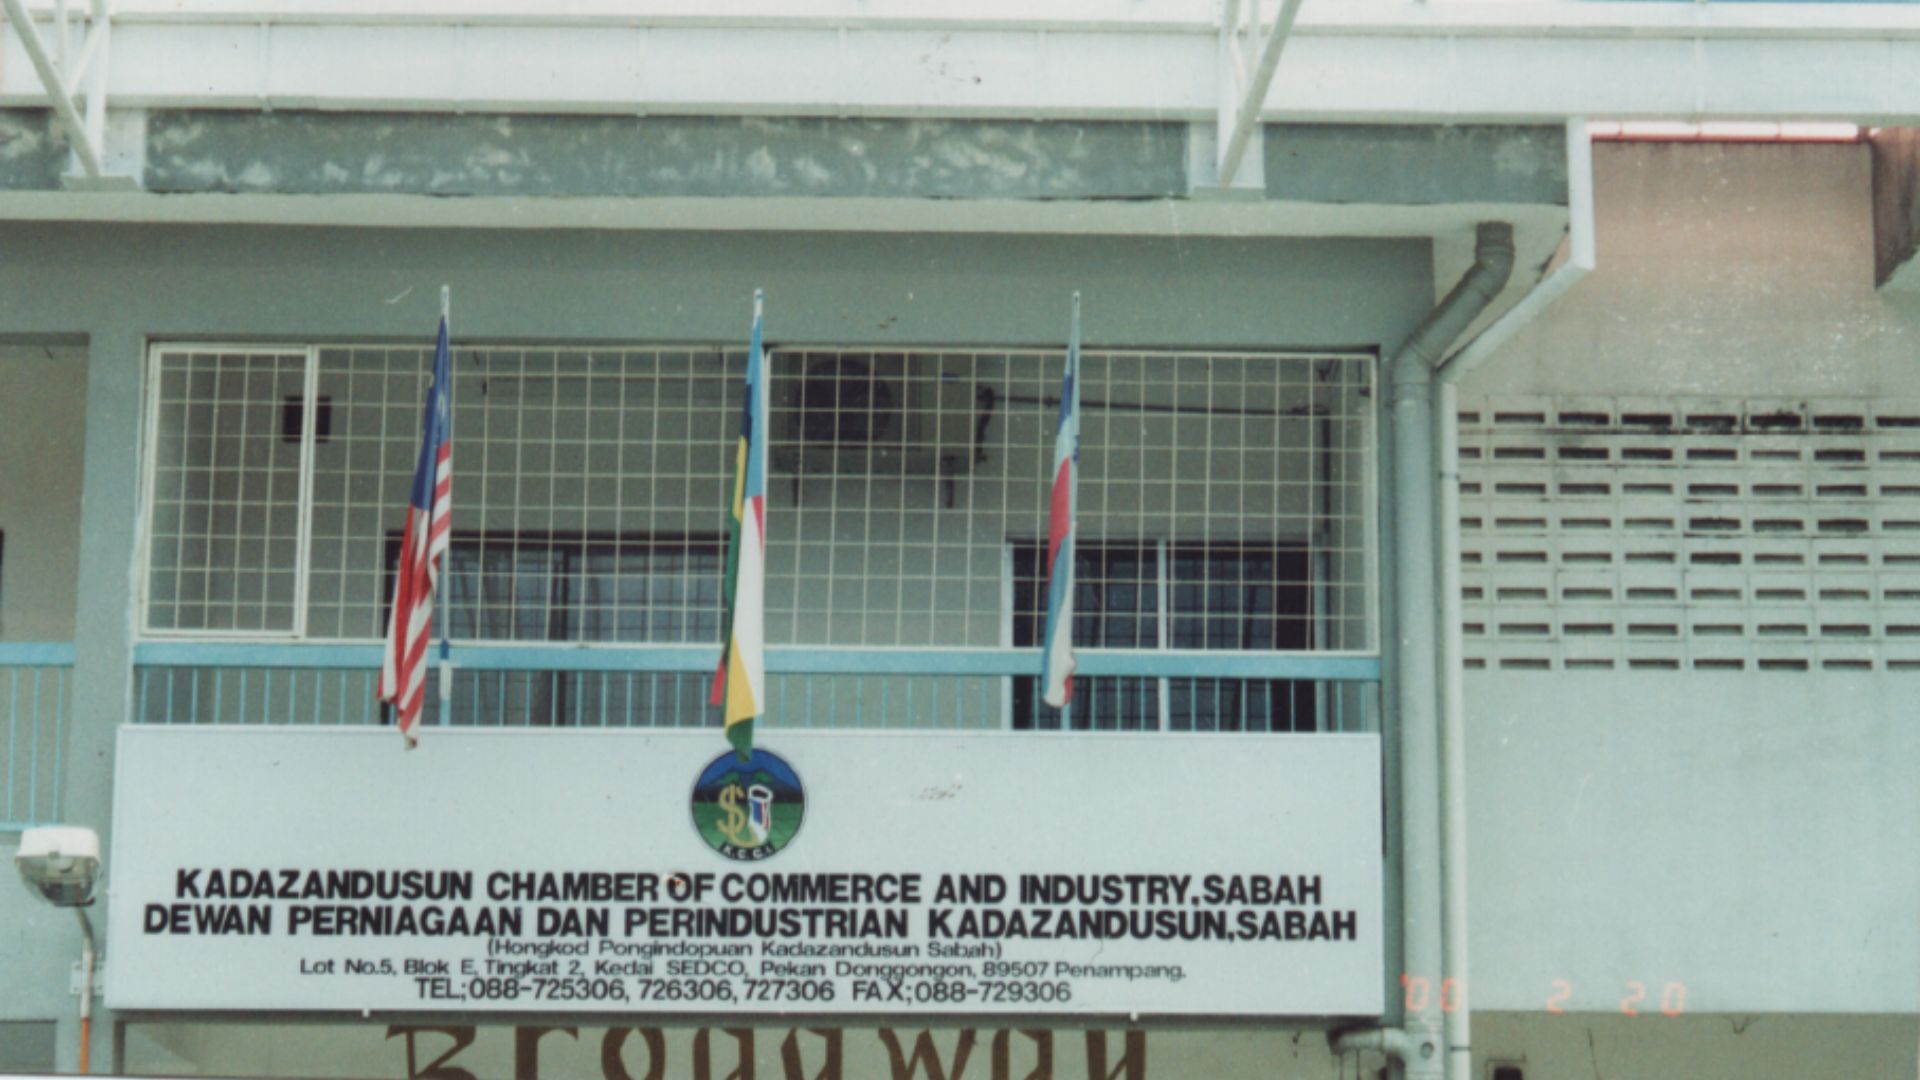 K.C.C.I.
KADAZANDUSUN CHAMBER OF COMMERCE AND INDUSTRY,SABAH
DEWAN PERNIAGAAN DAN PERINDUSTRIAN KADAZANDUSUN,SABAH
(Hongkod Pongindopuan Kadazandusun Sabah)
Lot No.5, Blok E, Tingkat 2, Kedai SEDCO, Pekan Donggongon, 89507 Penampang.
TEL;088-725306, 726306, 727306 FAX;088-729306
'00 2 20
Broadway